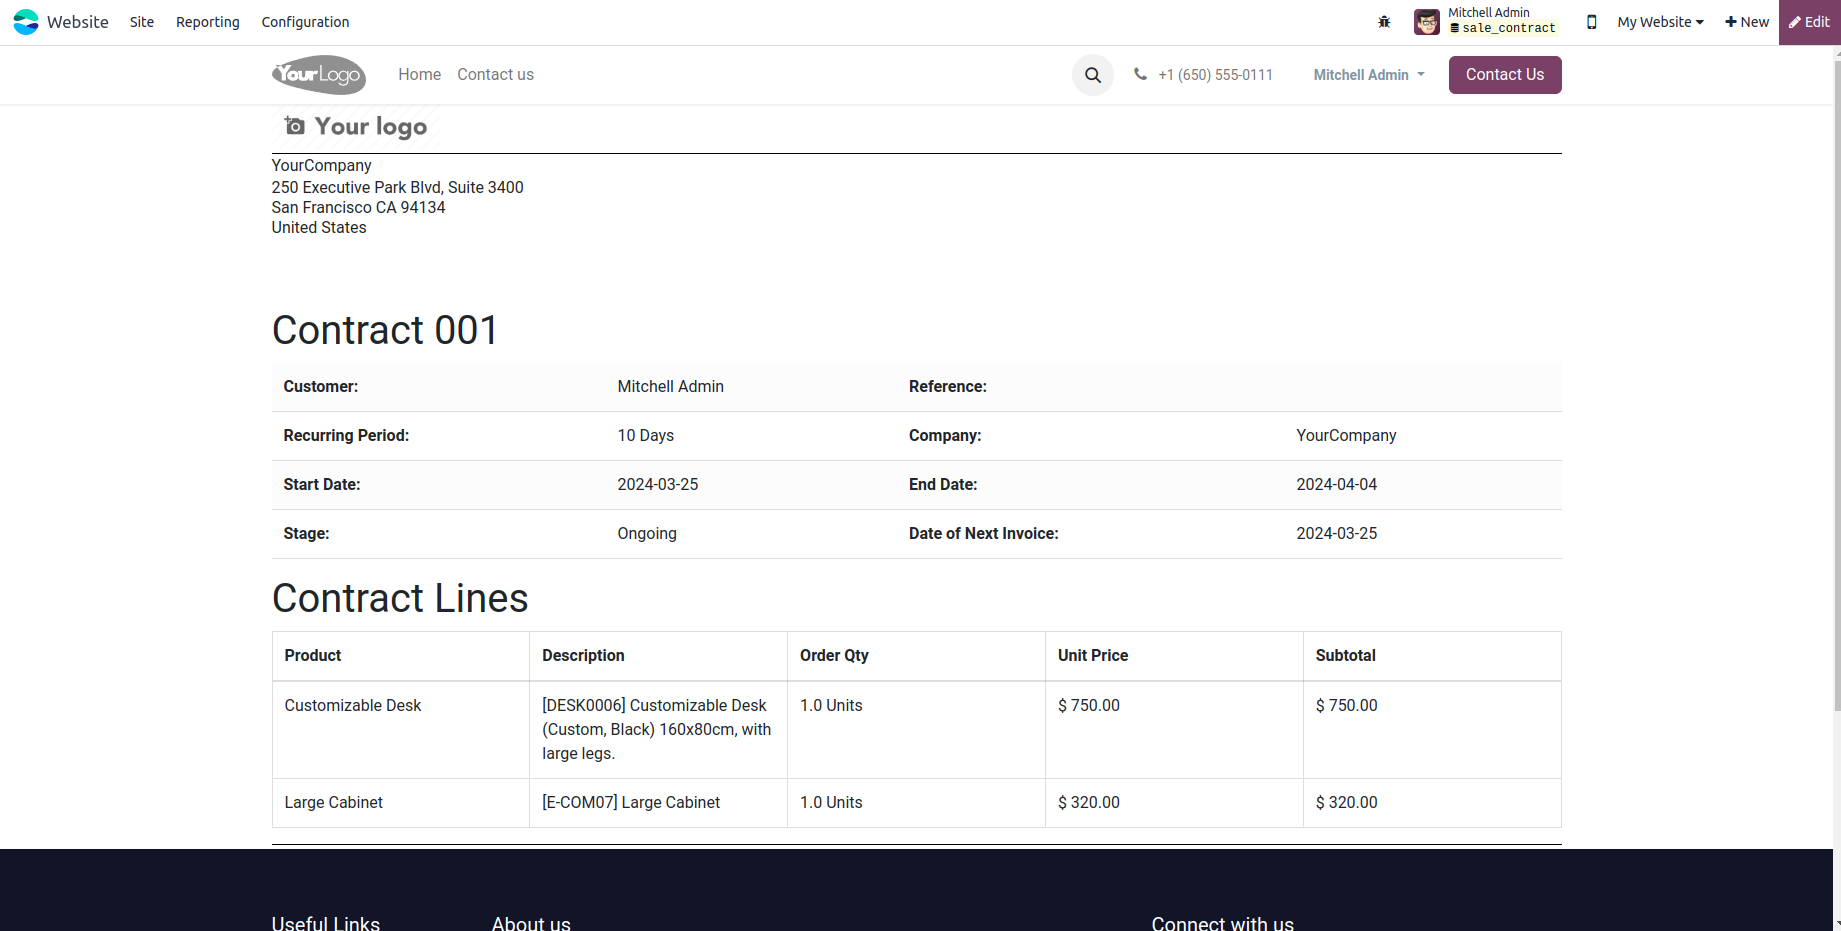 Website Site Reporting Configuration Mitchell Admin sale_contract My Website New Edit
YourLogo Home Contact us +1 (650) 555-0111 Mitchell Admin Contact Us
Your logo
YourCompany
250 Executive Park Blvd, Suite 3400
San Francisco CA 94134
United States
Contract 001
Customer: Mitchell Admin Reference:
Recurring Period: 10 Days Company: YourCompany
Start Date: 2024-03-25 End Date: 2024-04-04
Stage: Ongoing Date of Next Invoice: 2024-03-25
Contract Lines
Product Description Order Qty Unit Price Subtotal
Customizable Desk [DESK0006] Customizable Desk 1.0 Units $ 750.00 $ 750.00
(Custom, Black) 160x80cm, with
large legs.
Large Cabinet [E-COM07] Large Cabinet 1.0 Units $ 320.00 $ 320.00
Useful Links About us Connect with us